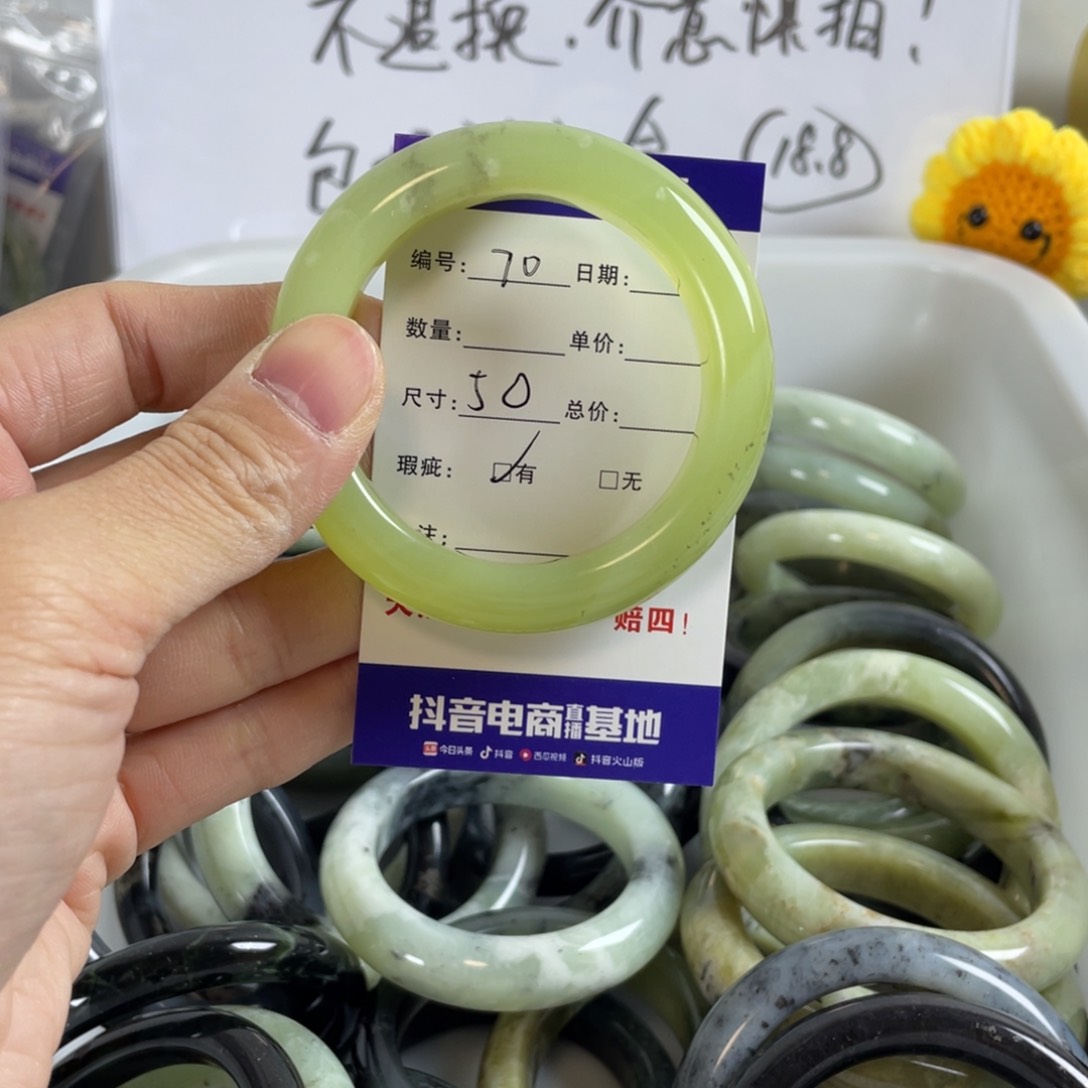 不退换.介意慎拍!
包
18.8
编号: 70 日期:
数量: 单价:
尺寸: 50 总价:
瑕疵: 有 无
注:
赔四!
抖音电商直播基地
今日头条 抖音 西瓜视频 抖音火山版